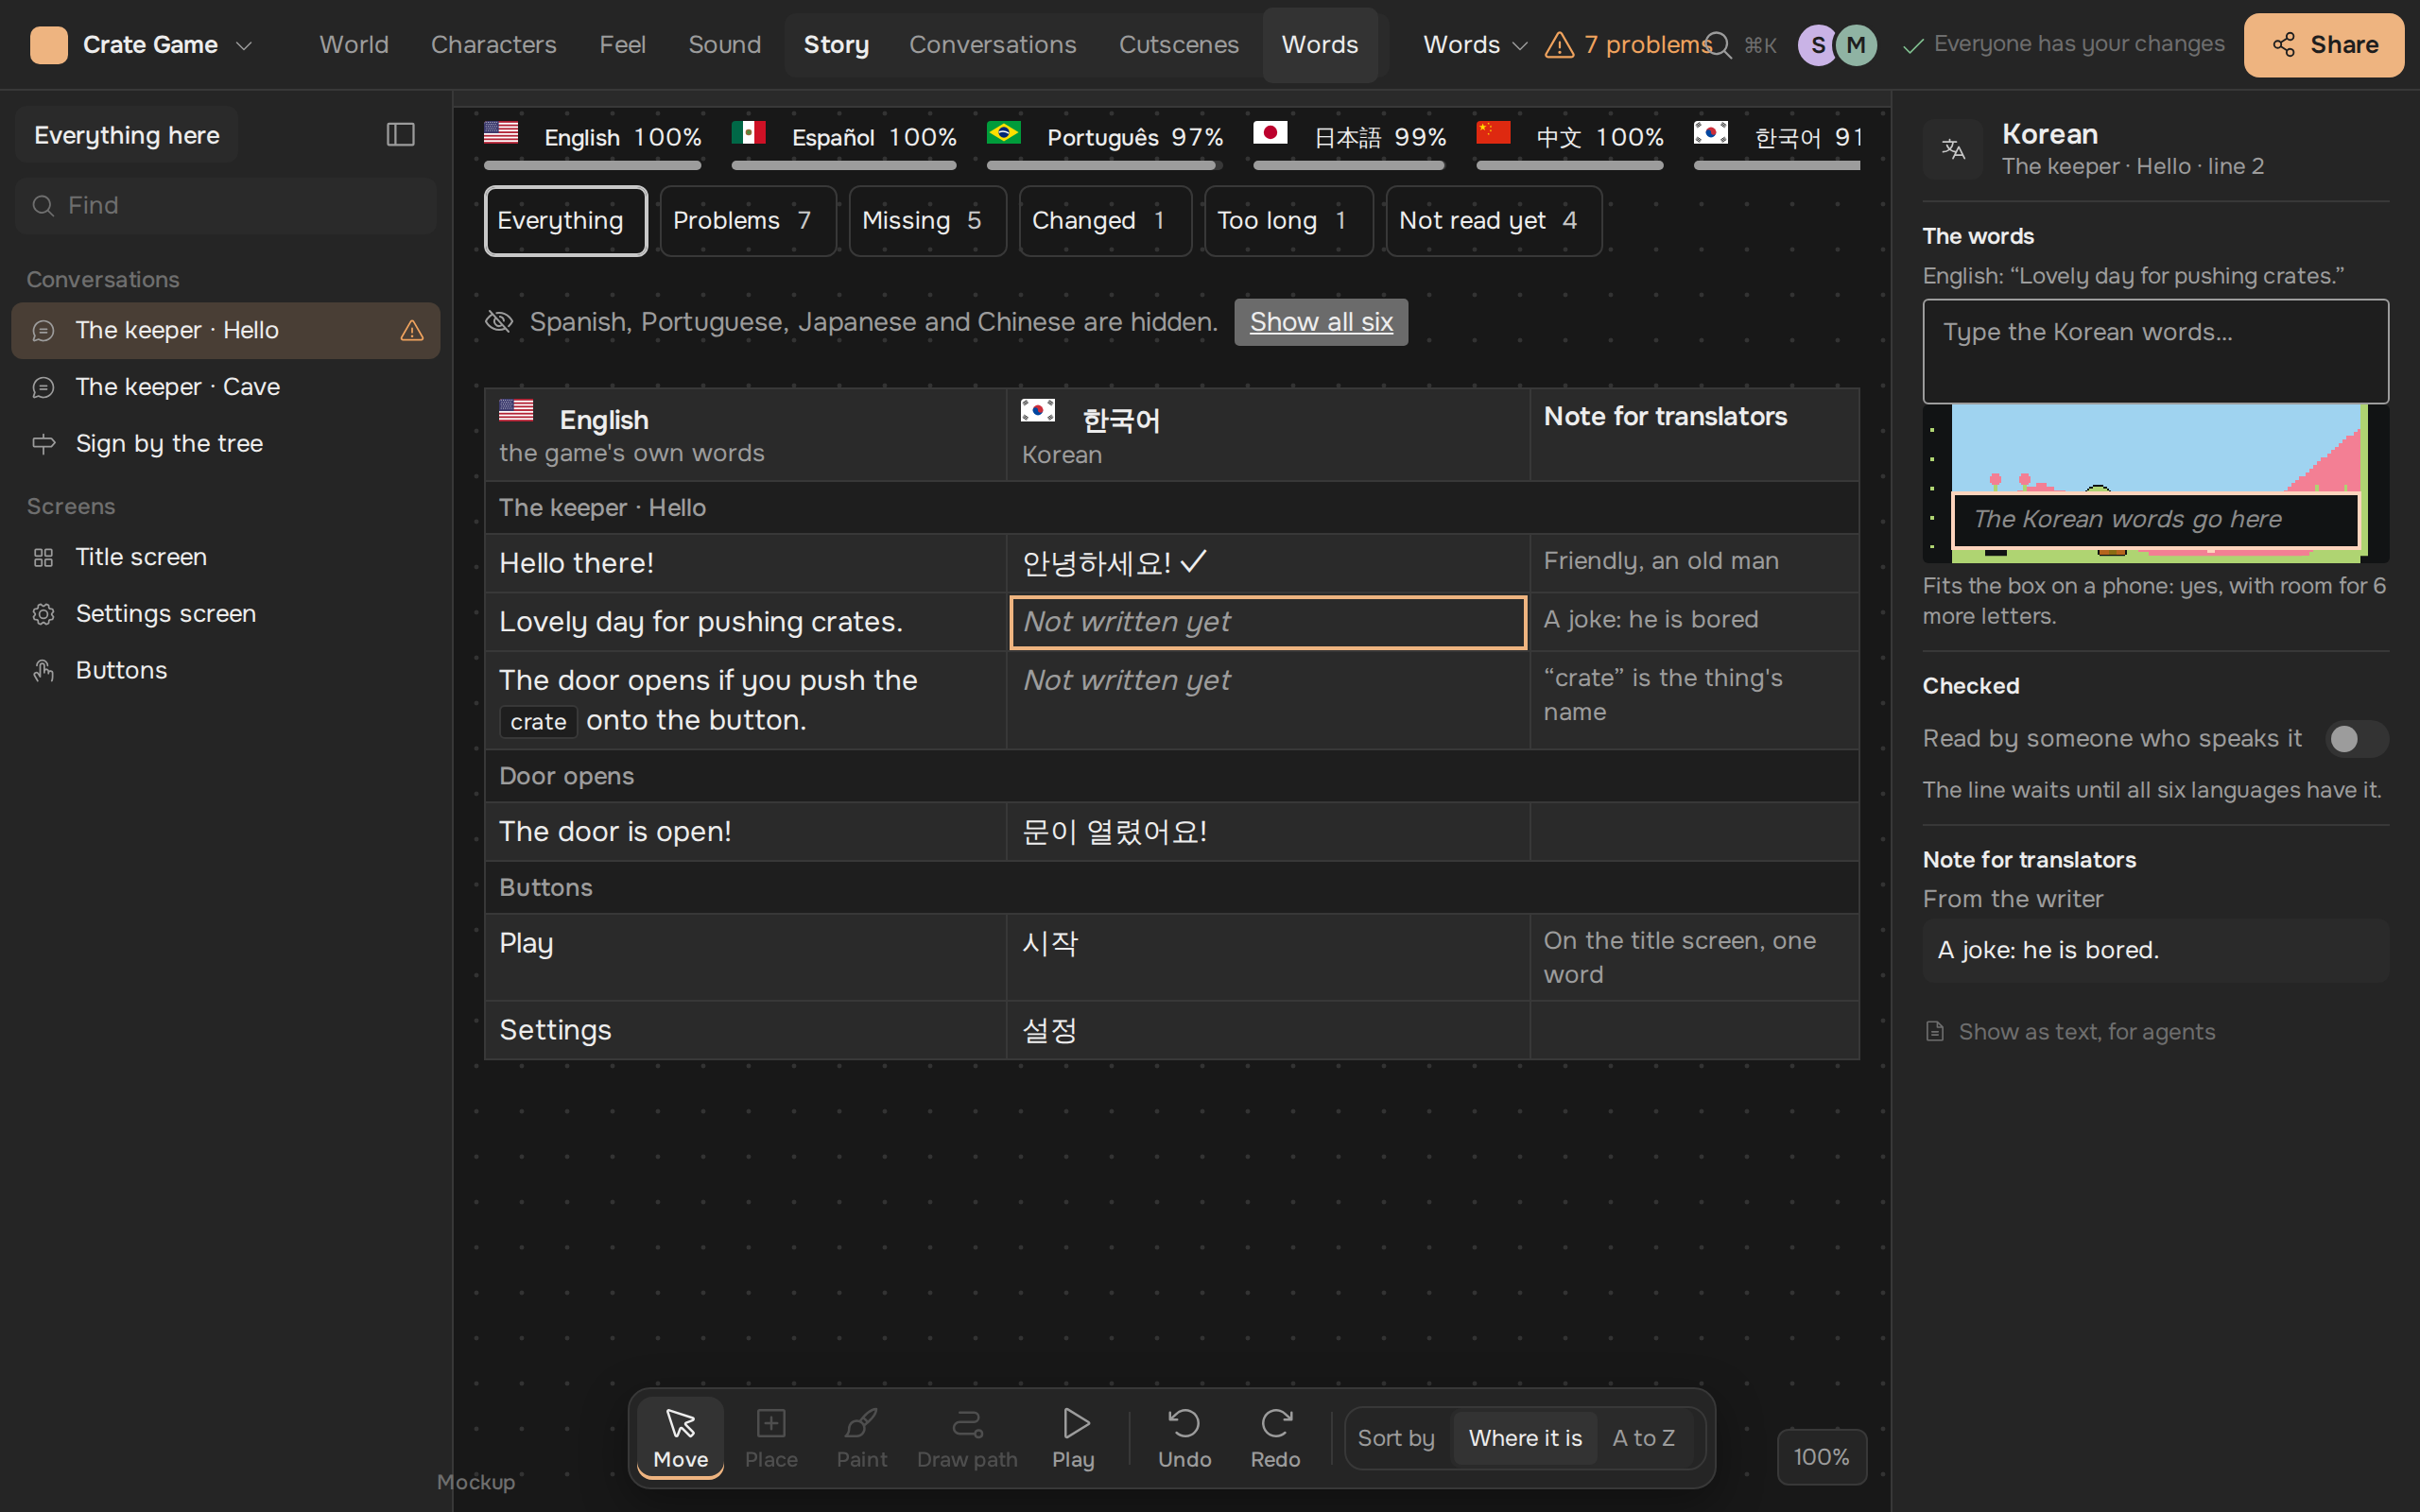 Crate Game
World
Characters
Feel
Sound
Story
Conversations
Cutscenes
Words
Words
7 problems
⌘K
S
M
Everyone has your changes
Share
Everything here
Find
Conversations
The keeper · Hello
The keeper · Cave
Sign by the tree
Screens
Title screen
Settings screen
Buttons
English 100%
Español 100%
Português 97%
日本語 99%
中文 100%
한국어 91
Everything
Problems 7
Missing 5
Changed 1
Too long 1
Not read yet 4
Spanish, Portuguese, Japanese and Chinese are hidden. Show all six
English
the game's own words
한국어
Korean
Note for translators
The keeper · Hello
Hello there!
안녕하세요!
Friendly, an old man
Lovely day for pushing crates.
Not written yet
A joke: he is bored
The door opens if you push the
crate onto the button.
Not written yet
“crate” is the thing's
name
Door opens
The door is open!
문이 열렸어요!
Buttons
Play
시작
On the title screen, one
word
Settings
설정
Move
Place
Paint
Draw path
Play
Undo
Redo
Sort by
Where it is
A to Z
100%
Mockup
Korean
The keeper · Hello · line 2
The words
English: “Lovely day for pushing crates.”
Type the Korean words...
The Korean words go here
Fits the box on a phone: yes, with room for 6
more letters.
Checked
Read by someone who speaks it
The line waits until all six languages have it.
Note for translators
From the writer
A joke: he is bored.
Show as text, for agents